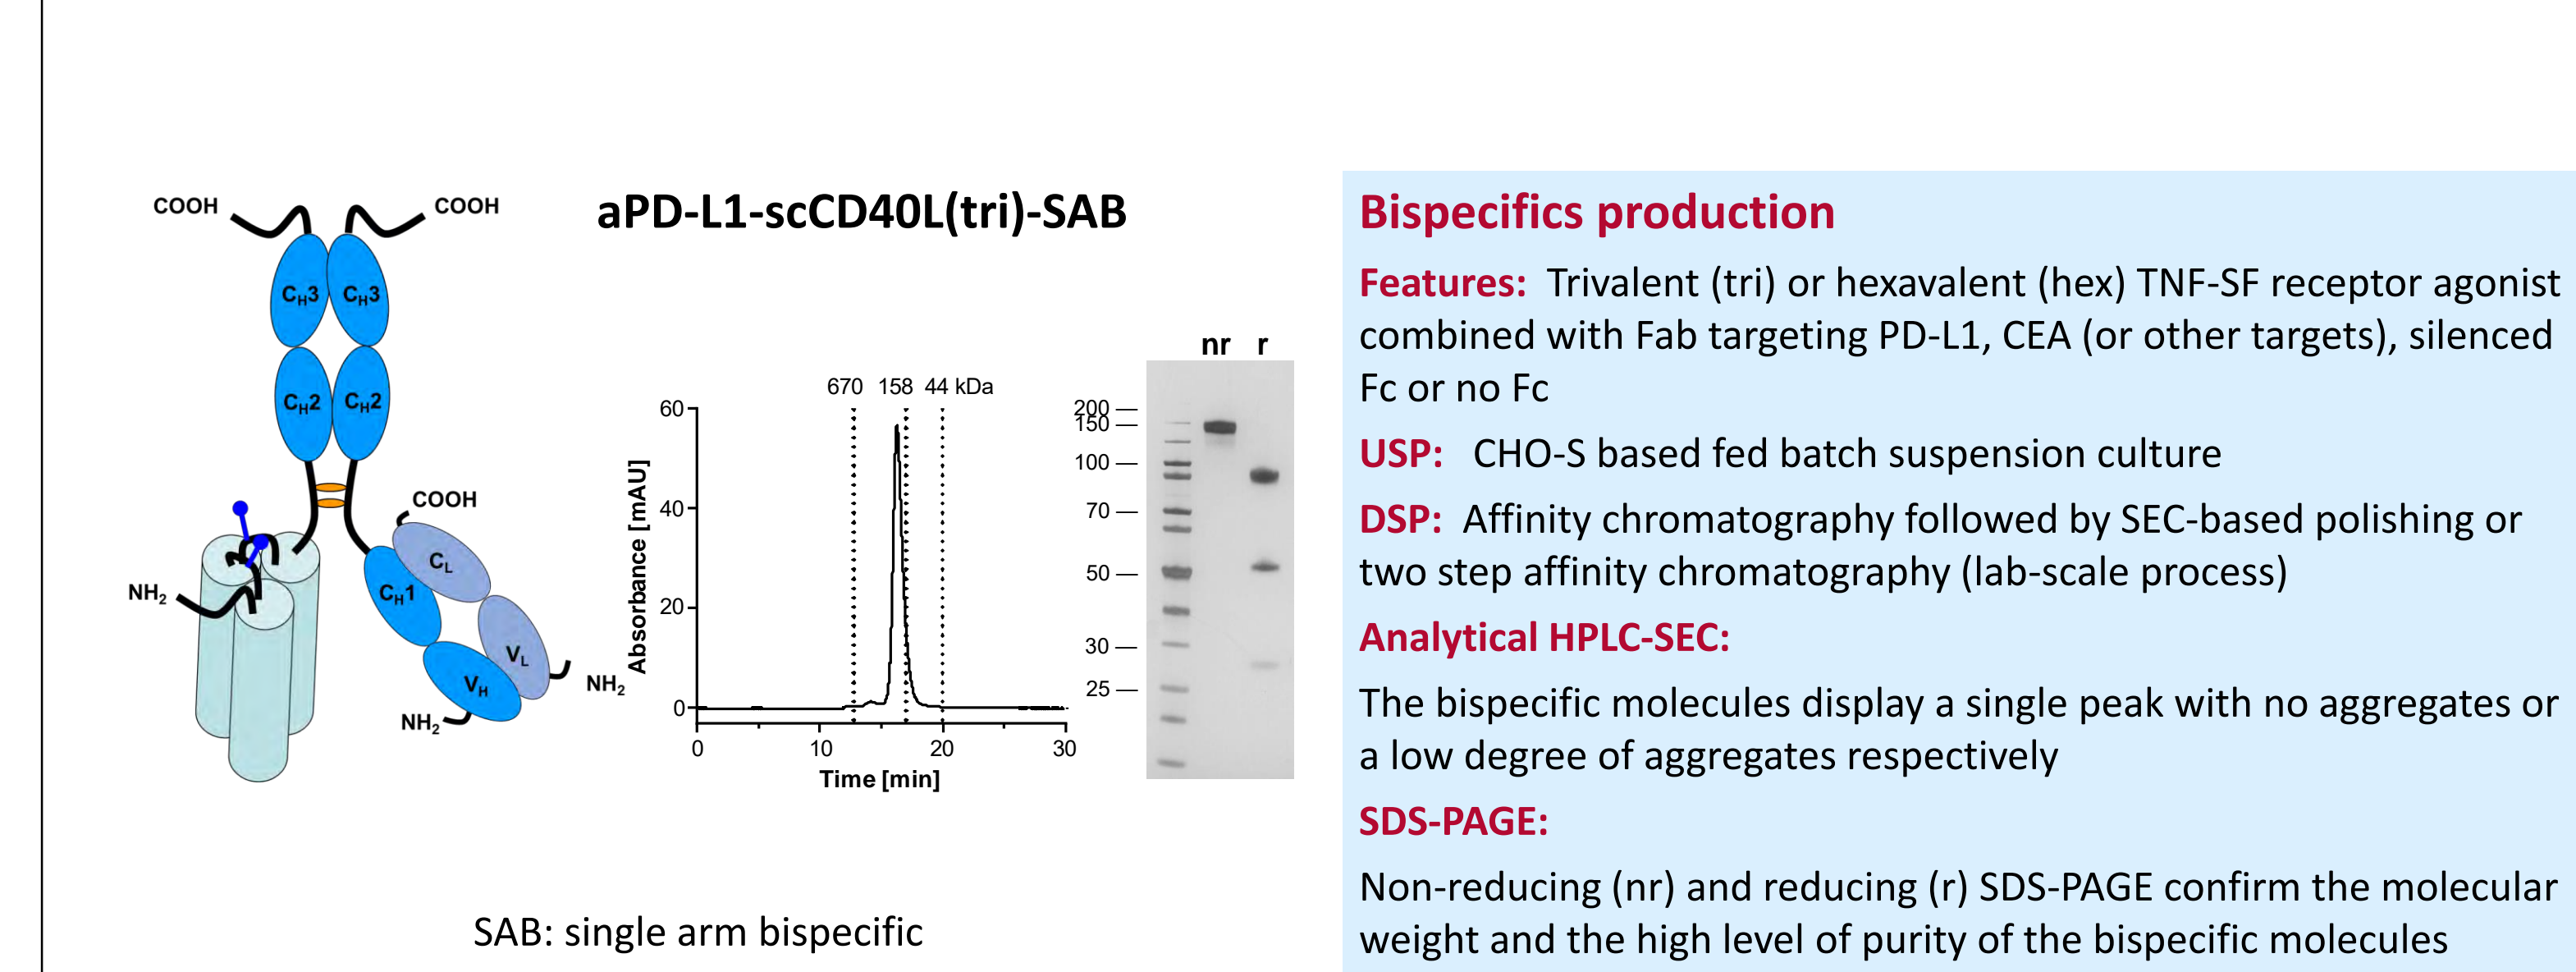 aPD-L1-scCD40L(tri)-SAB
COOH
COOH
CH3
CH3
CH2
CH2
COOH
CL
CH1
NH2
VL
VH
NH2
NH2
670 158 44 kDa
60
40
20
0
Absorbance [mAU]
0 10 20 30
Time [min]
nr r
200
150
100
70
50
30
25
SAB: single arm bispecific
Bispecifics production
Features: Trivalent (tri) or hexavalent (hex) TNF-SF receptor agonist
combined with Fab targeting PD-L1, CEA (or other targets), silenced
Fc or no Fc
USP: CHO-S based fed batch suspension culture
DSP: Affinity chromatography followed by SEC-based polishing or
two step affinity chromatography (lab-scale process)
Analytical HPLC-SEC:
The bispecific molecules display a single peak with no aggregates or
a low degree of aggregates respectively
SDS-PAGE:
Non-reducing (nr) and reducing (r) SDS-PAGE confirm the molecular
weight and the high level of purity of the bispecific molecules